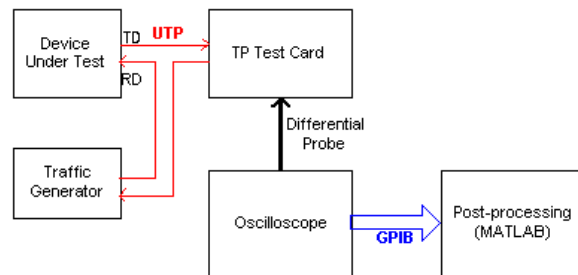 Device
Under Test
TD
UTP
RD
TP Test Card
Differential
Probe
Traffic
Generator
Oscilloscope
GPIB
Post-processing
(MATLAB)